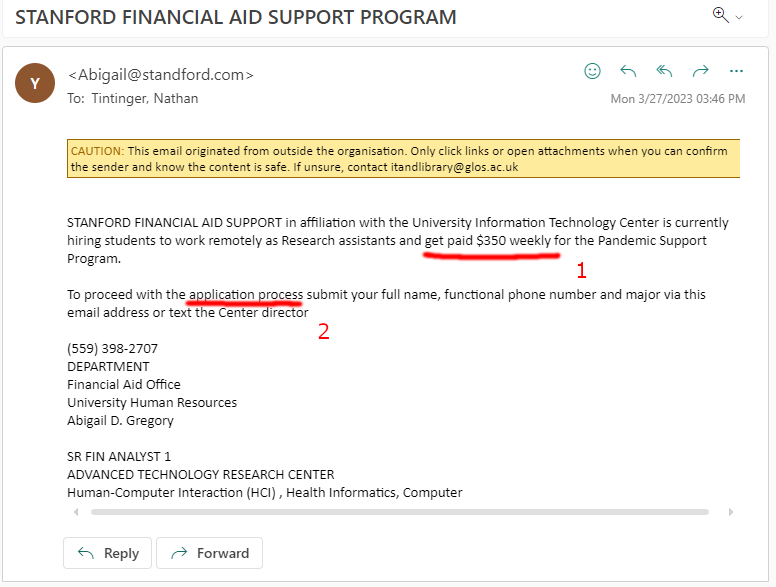 STANFORD FINANCIAL AID SUPPORT PROGRAM
Y
<Abigail@standford.com>
To: Tintinger, Nathan
Mon 3/27/2023 03:46 PM
CAUTION: This email originated from outside the organisation. Only click links or open attachments when you can confirm
the sender and know the content is safe. If unsure, contact itandlibrary@glos.ac.uk
STANFORD FINANCIAL AID SUPPORT in affiliation with the University Information Technology Center is currently
hiring students to work remotely as Research assistants and get paid $350 weekly for the Pandemic Support
Program.
1
To proceed with the application process submit your full name, functional phone number and major via this
email address or text the Center director
2
(559) 398-2707
DEPARTMENT
Financial Aid Office
University Human Resources
Abigail D. Gregory
SR FIN ANALYST 1
ADVANCED TECHNOLOGY RESEARCH CENTER
Human-Computer Interaction (HCI) , Health Informatics, Computer
Reply
Forward